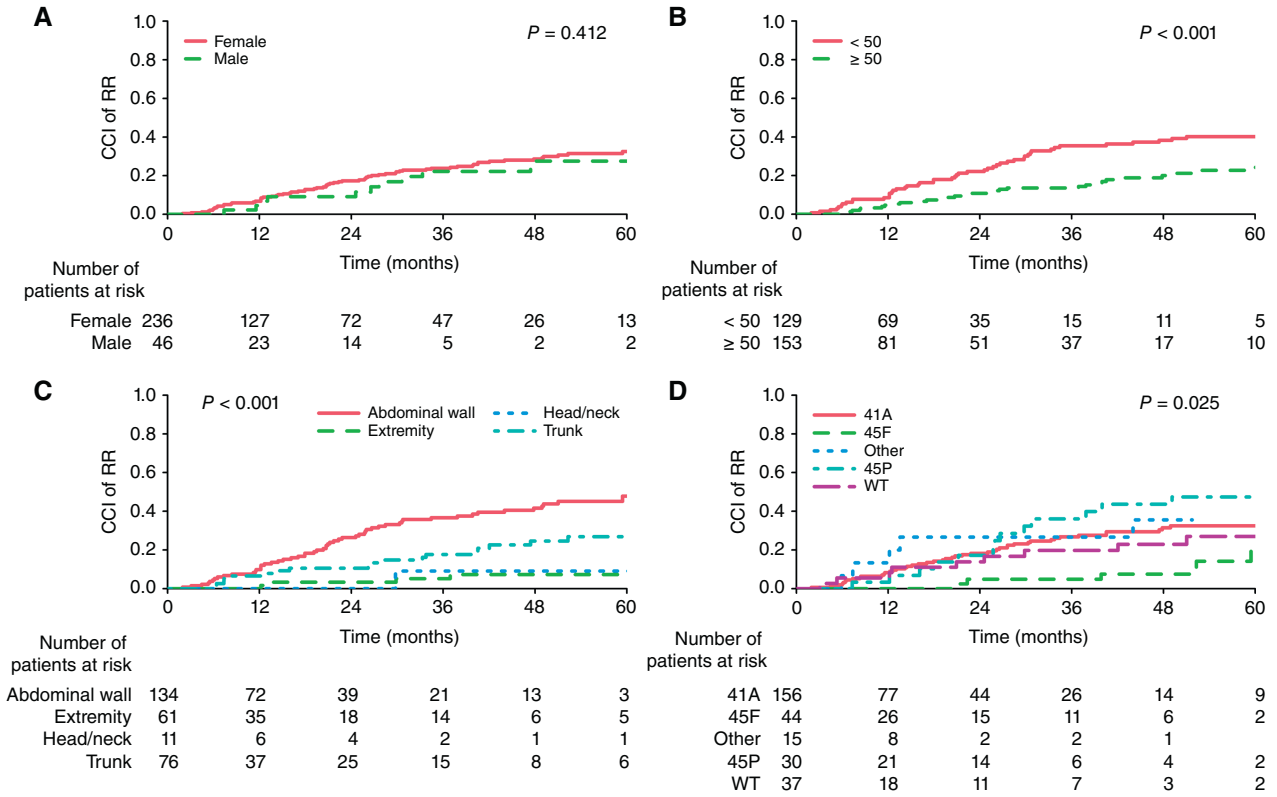 A
1.0
0.8
0.6
0.4
0.2
0.0
CCI of RR
Female
Male
P = 0.412
0 12 24 36 48 60
Time (months)
Number of
patients at risk
Female 236 127 72 47 26 13
Male 46 23 14 5 2 2
B
1.0
0.8
0.6
0.4
0.2
0.0
CCI of RR
< 50
≥ 50
P < 0.001
0 12 24 36 48 60
Time (months)
Number of
patients at risk
< 50 129 69 35 15 11 5
≥ 50 153 81 51 37 17 10
C
1.0
0.8
0.6
0.4
0.2
0.0
CCI of RR
P < 0.001
Abdominal wall Head/neck
Extremity Trunk
0 12 24 36 48 60
Time (months)
Number of
patients at risk
Abdominal wall 134 72 39 21 13 3
Extremity 61 35 18 14 6 5
Head/neck 11 6 4 2 1 1
Trunk 76 37 25 15 8 6
D
1.0
0.8
0.6
0.4
0.2
0.0
CCI of RR
41A
45F
Other
45P
WT
P = 0.025
0 12 24 36 48 60
Time (months)
Number of
patients at risk
41A 156 77 44 26 14 9
45F 44 26 15 11 6 2
Other 15 8 2 2 1
45P 30 21 14 6 4 2
WT 37 18 11 7 3 2